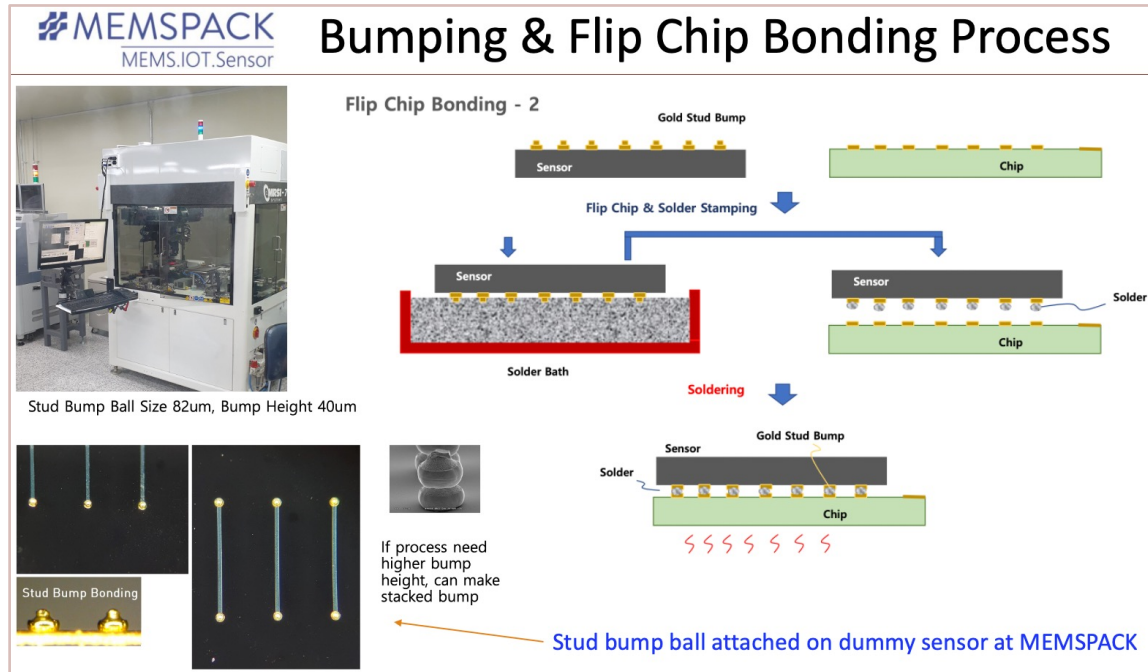 MEMSPACK
MEMS.IOT.Sensor
Bumping & Flip Chip Bonding Process
Flip Chip Bonding - 2
Gold Stud Bump
Sensor
Chip
Flip Chip & Solder Stamping
Sensor
Sensor
Solder
Chip
Solder Bath
Stud Bump Ball Size 82um, Bump Height 40um
Soldering
Gold Stud Bump
Sensor
Solder
Chip
If process need
higher bump
height, can make
stacked bump
Stud Bump Bonding
Stud bump ball attached on dummy sensor at MEMSPACK